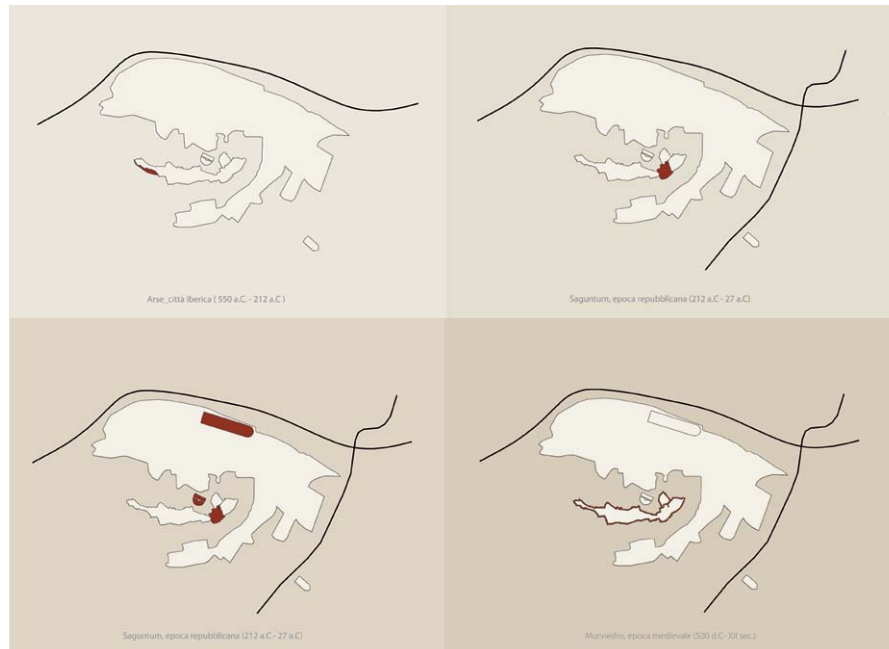 Arse_città Iberica ( 550 a.C. - 212 a.C )
Saguntum, epoca repubblicana (212 a.C - 27 a.C)
Saguntum, epoca repubblicana (212 a.C - 27 a.C)
Murviedro, epoca medievale (500 d.C- XII sec.)